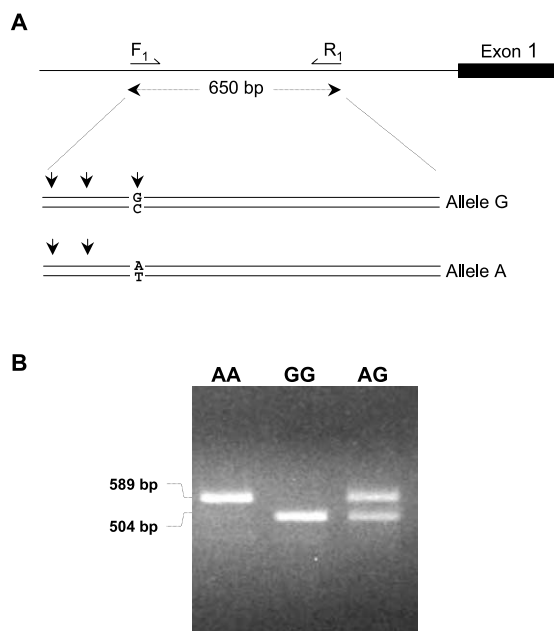 A
F1 R1 Exon 1
650 bp
G
C
Allele G
A
T
Allele A
B
AA GG AG
589 bp
504 bp